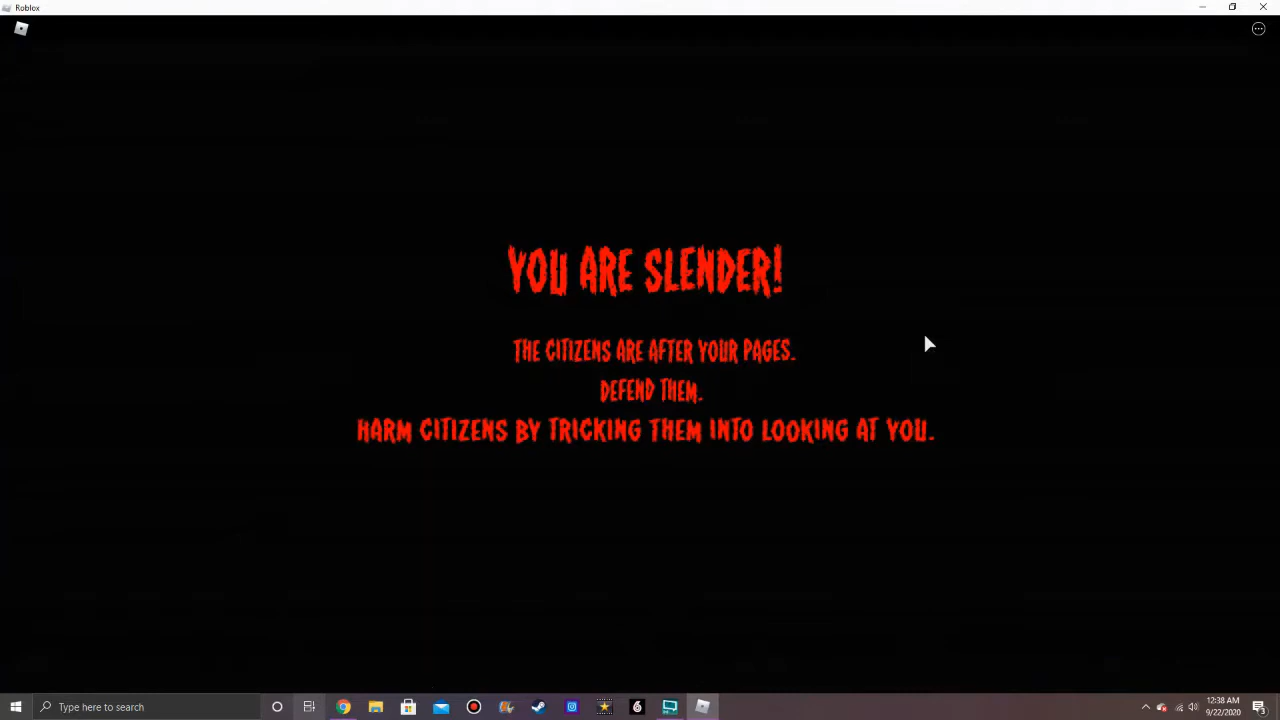 Roblox
YOU ARE SLENDER!
THE CITIZENS ARE AFTER YOUR PAGES.
DEFEND THEM.
HARM CITIZENS BY TRICKING THEM INTO LOOKING AT YOU.
Type here to search
12:38 AM
9/22/2020